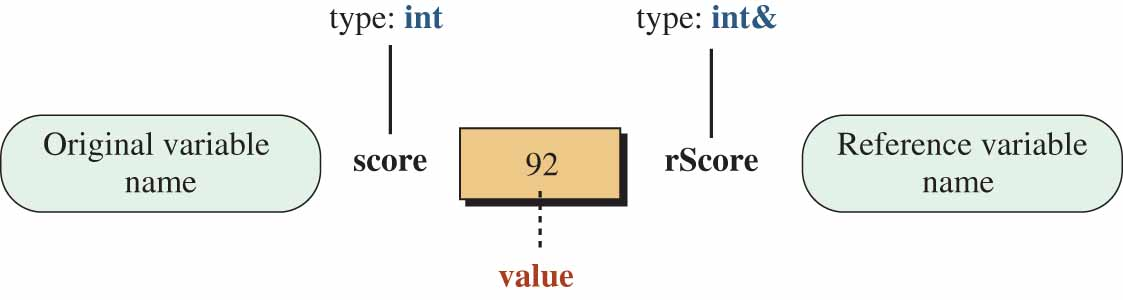 type: int
type: int&
Original variable
name
score
92
rScore
Reference variable
name
value